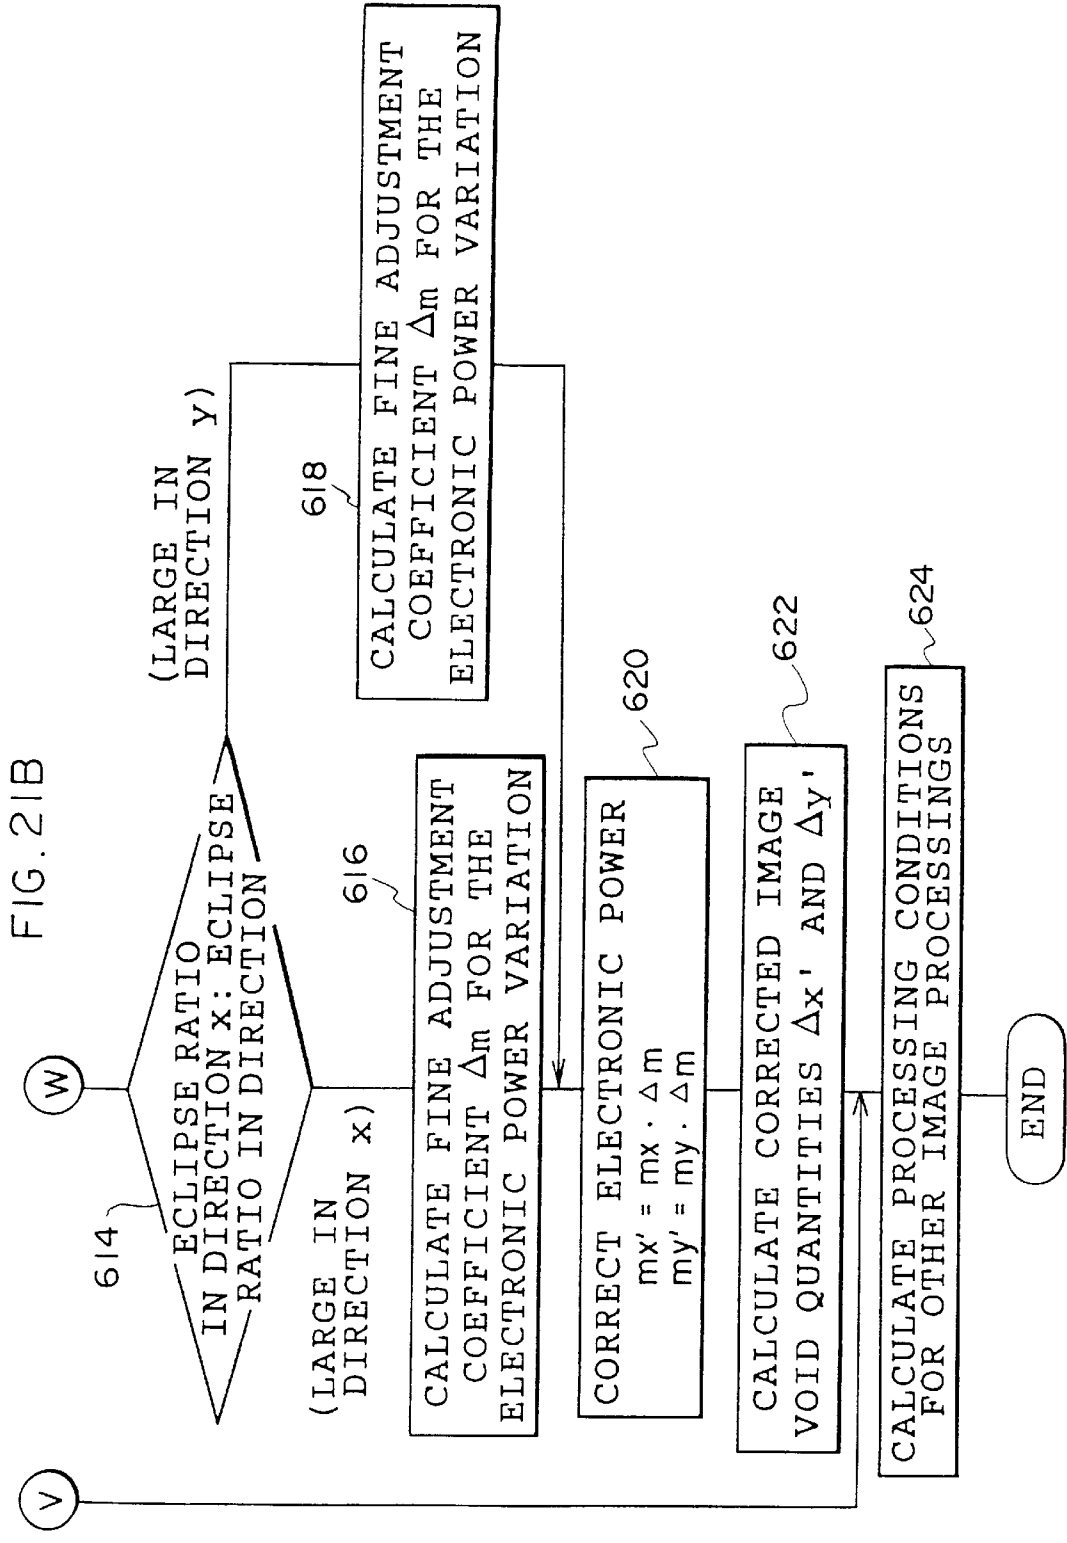 FIG. 21B
V
W
614
ECLIPSE RATIO
IN DIRECTION x: ECLIPSE
RATIO IN DIRECTION
(LARGE IN
DIRECTION y)
(LARGE IN
DIRECTION x)
616
CALCULATE FINE ADJUSTMENT
COEFFICIENT Δm FOR THE
ELECTRONIC POWER VARIATION
618
CALCULATE FINE ADJUSTMENT
COEFFICIENT Δm FOR THE
ELECTRONIC POWER VARIATION
620
CORRECT ELECTRONIC POWER
mx' = mx · Δm
my' = my · Δm
622
CALCULATE CORRECTED IMAGE
VOID QUANTITIES Δx' AND Δy'
624
CALCULATE PROCESSING CONDITIONS
FOR OTHER IMAGE PROCESSINGS
END